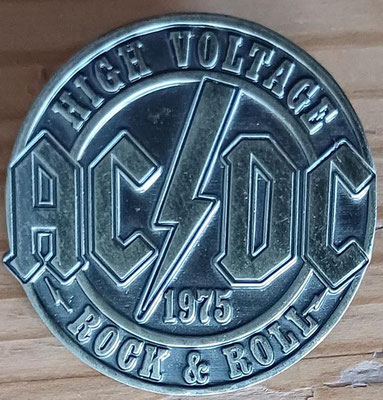 HIGH VOLTAGE
AC/DC
1975
ROCK & ROLL